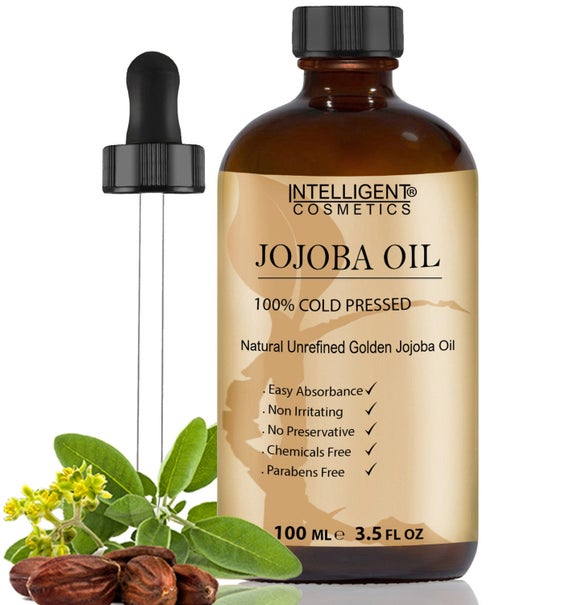 INTELLIGENT®
COSMETICS
JOJOBA OIL
100% COLD PRESSED
Natural Unrefined Golden Jojoba Oil
. Easy Absorbance ✓
. Non Irritating ✓
. No Preservative ✓
. Chemicals Free ✓
. Parabens Free ✓
100 ML ℮ 3.5 FL OZ